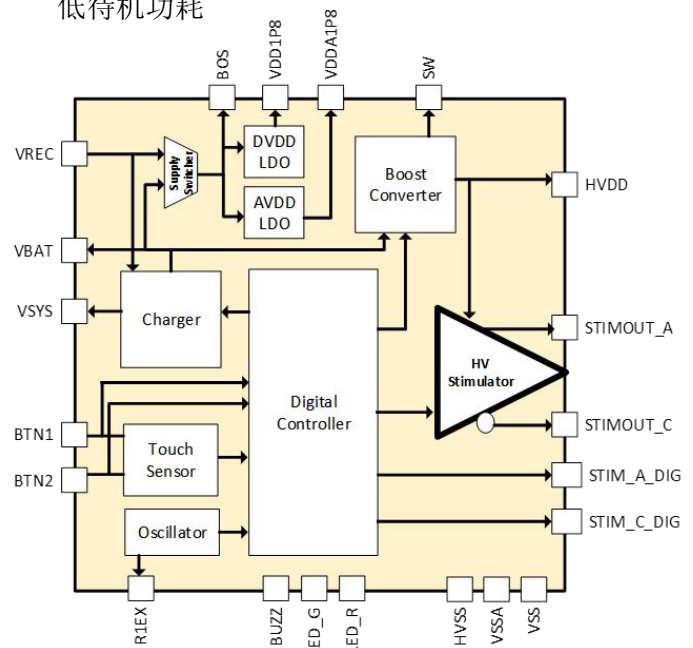 低待机功耗
BOS
VDD1P8
VDDA1P8
SW
VREC
Supply
Switcher
DVDD
LDO
AVDD
LDO
Boost
Converter
HVDD
VBAT
VSYS
Charger
Digital
Controller
HV
Stimulator
STIMOUT_A
STIMOUT_C
BTN1
BTN2
Touch
Sensor
STIM_A_DIG
STIM_C_DIG
Oscillator
R1EX
BUZZ
ED_G
ED_R
HVSS
VSSA
VSS